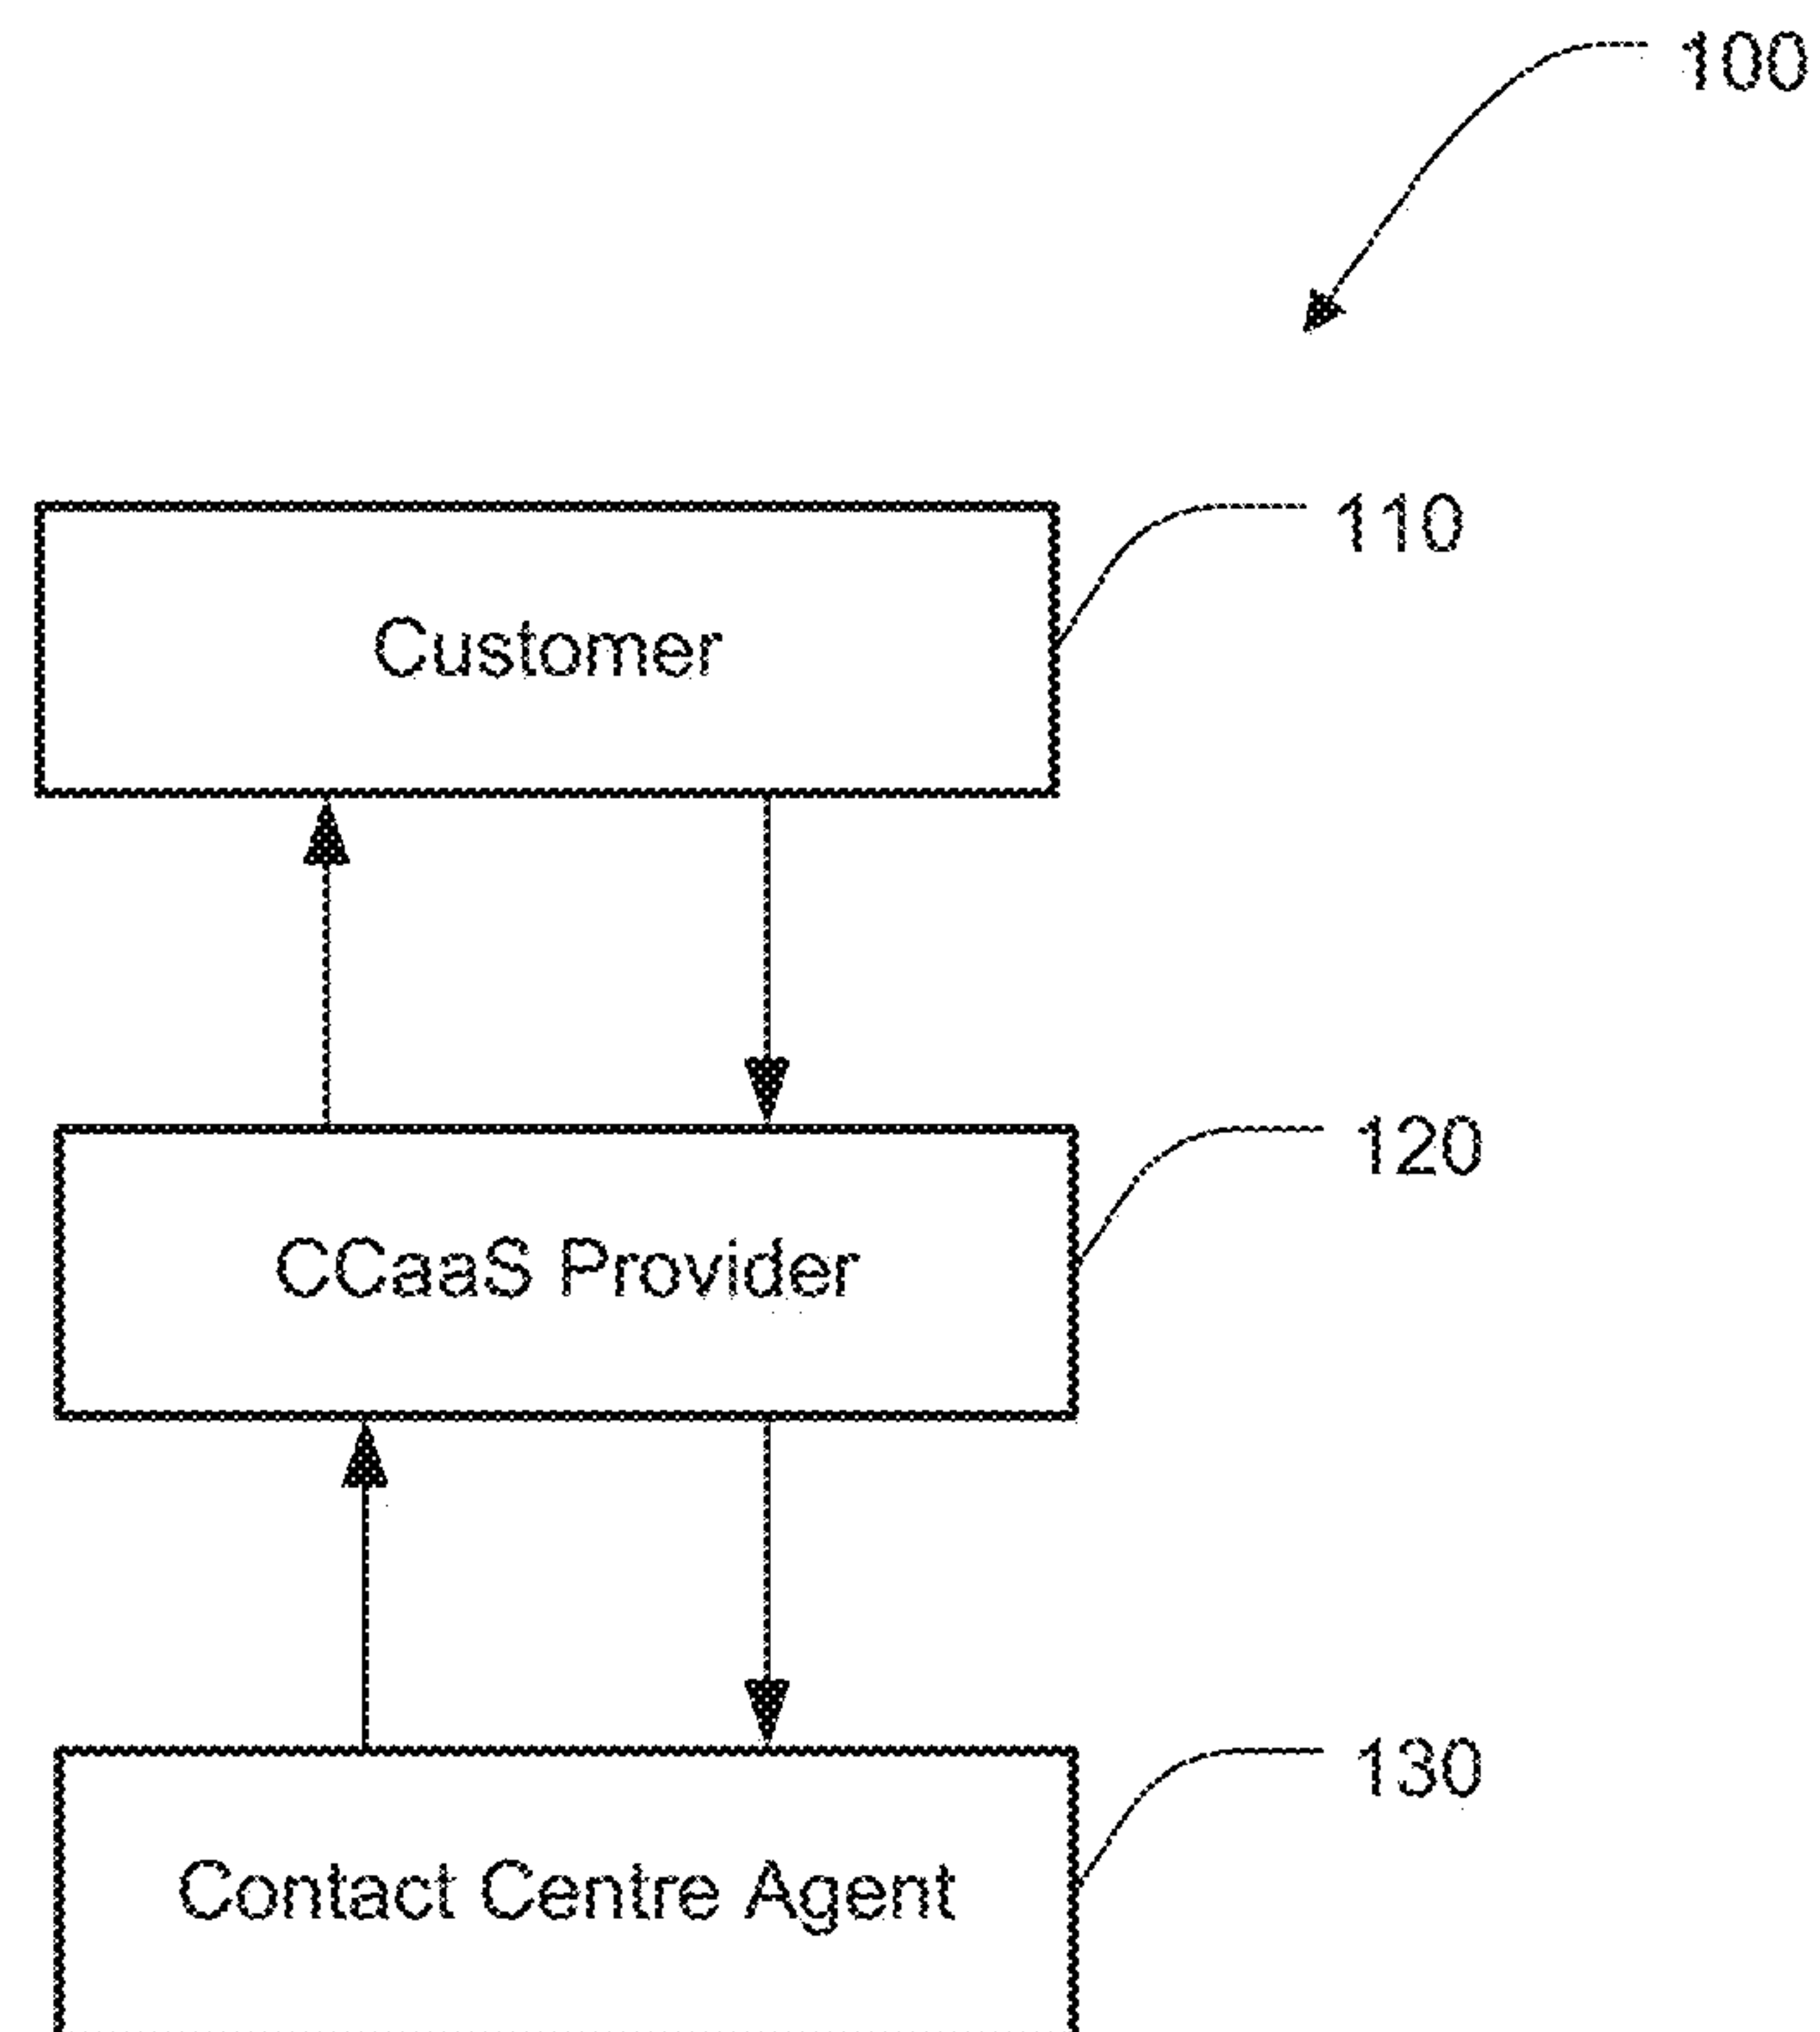 100
110
Customer
120
CCaaS Provider
130
Contact Centre Agent